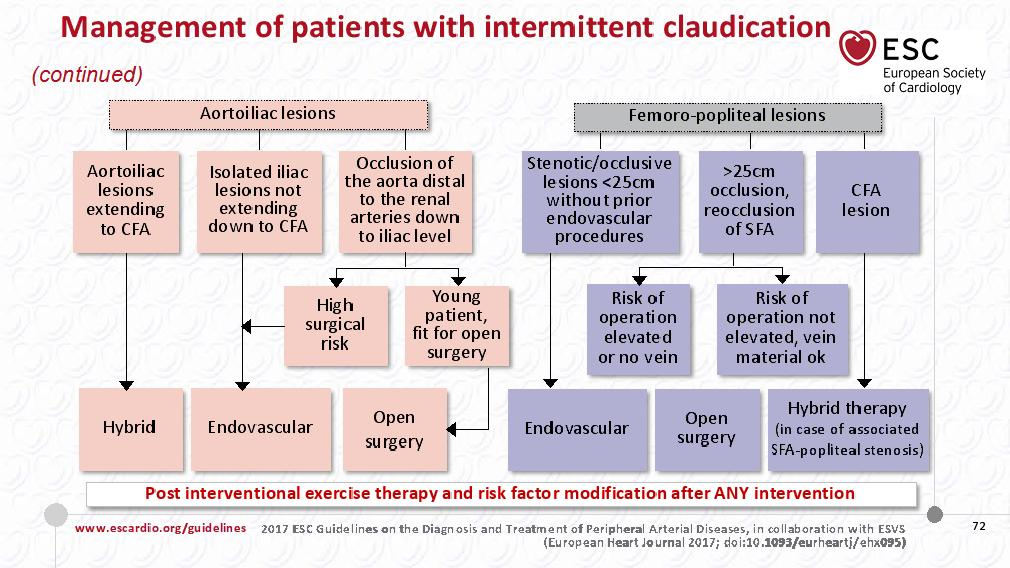 Management of patients with intermittent claudication
(continued)
ESC
European Society
of Cardiology
Aortoiliac lesions
Femoro-popliteal lesions
Aortoiliac
lesions
extending
to CFA
Isolated iliac
lesions not
extending
down to CFA
Occlusion of
the aorta distal
to the renal
arteries down
to iliac level
Stenotic/occlusive
lesions <25cm
without prior
endovascular
procedures
>25cm
occlusion,
reocclusion
of SFA
CFA
lesion
High
surgical
risk
Young
patient,
fit for open
surgery
Risk of
operation
elevated
or no vein
Risk of
operation not
elevated, vein
material ok
Hybrid
Endovascular
Open
surgery
Endovascular
Open
surgery
Hybrid therapy
(in case of associated
SFA-popliteal stenosis)
Post interventional exercise therapy and risk factor modification after ANY intervention
www.escardio.org/guidelines
2017 ESC Guidelines on the Diagnosis and Treatment of Peripheral Arterial Diseases, in collaboration with ESVS
(European Heart Journal 2017; doi:10.1093/eurheartj/ehx095)
72